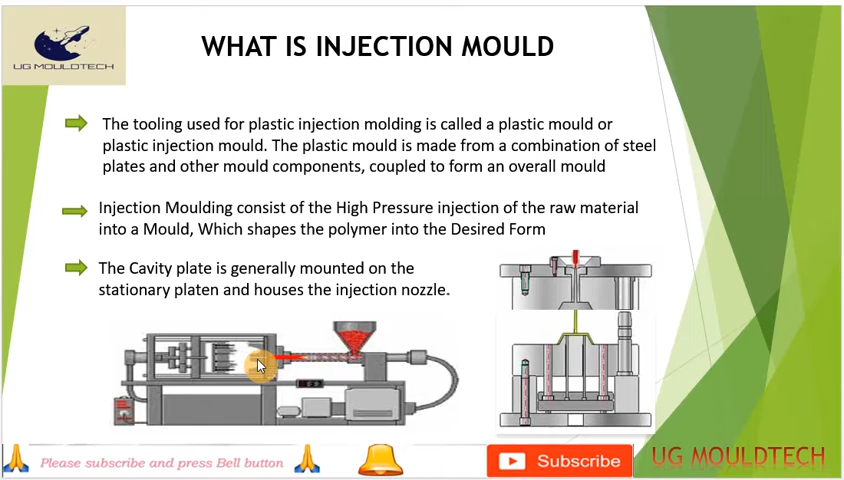 UG MOULDTECH
WHAT IS INJECTION MOULD
The tooling used for plastic injection molding is called a plastic mould or
plastic injection mould. The plastic mould is made from a combination of steel
plates and other mould components, coupled to form an overall mould
Injection Moulding consist of the High Pressure injection of the raw material
into a Mould, Which shapes the polymer into the Desired Form
The Cavity plate is generally mounted on the
stationary platen and houses the injection nozzle.
Please subscribe and press Bell button
Subscribe
UG MOULDTECH